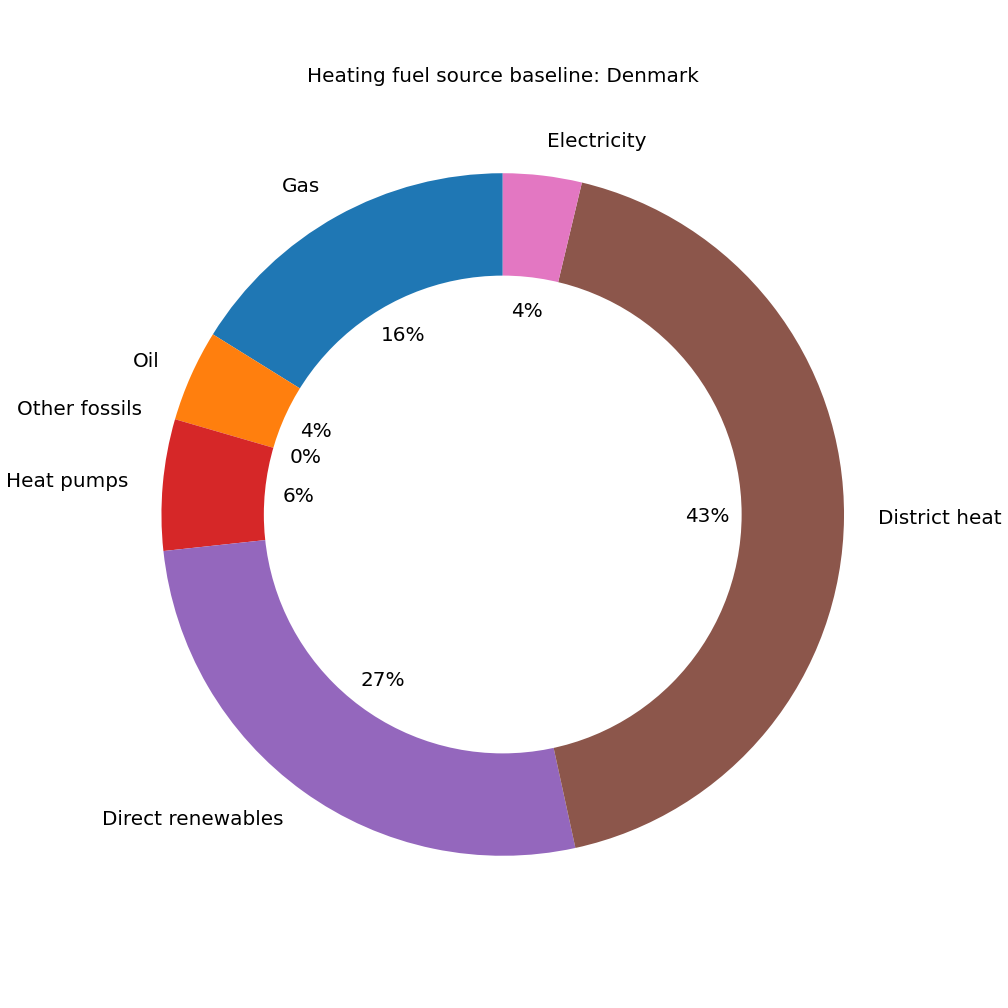 Heating fuel source baseline: Denmark
Electricity
Gas
4%
16%
Oil
Other fossils
4%
0%
Heat pumps
6%
43%
District heat
27%
Direct renewables